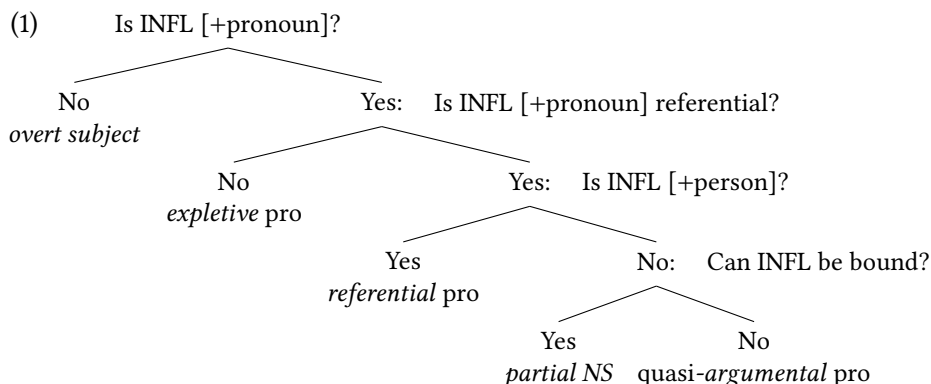 (1) Is INFL [+pronoun]?
No Yes: Is INFL [+pronoun] referential?
overt subject
No Yes: Is INFL [+person]?
expletive pro
Yes No: Can INFL be bound?
referential pro
Yes No
partial NS quasi-argumental pro